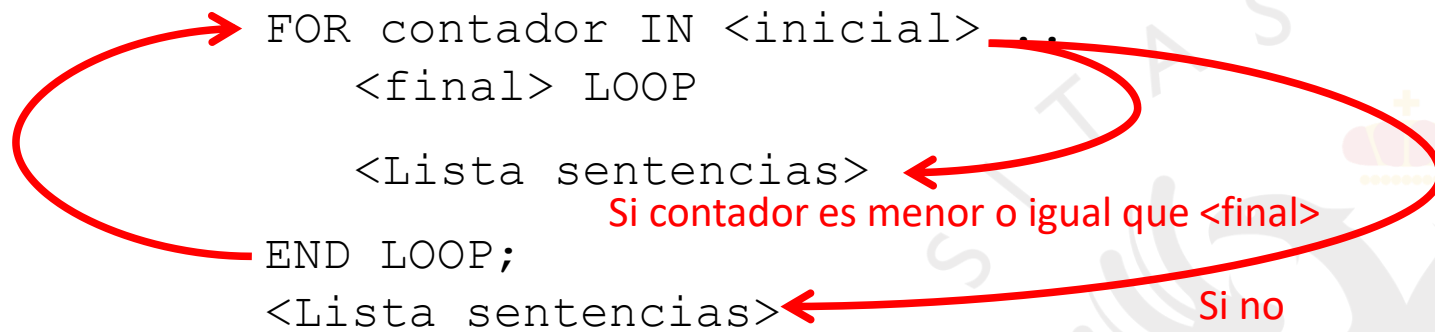 FOR contador IN <inicial> ..
<final> LOOP
<Lista sentencias>
Si contador es menor o igual que <final>
END LOOP;
<Lista sentencias>
Si no
S T A S